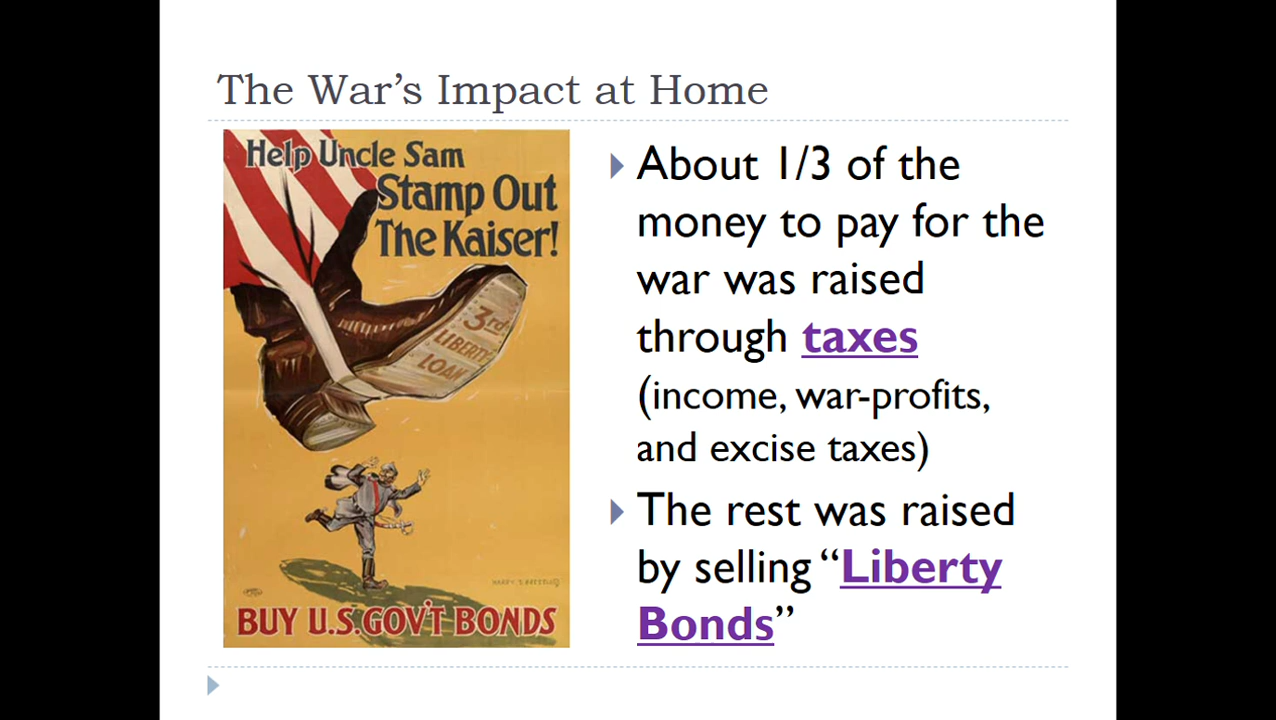 The War’s Impact at Home
Help Uncle Sam
Stamp Out
The Kaiser!
3rd
LIBERTY
LOAN
BUY U.S. GOV'T BONDS
About 1/3 of the
money to pay for the
war was raised
through taxes
(income, war-profits,
and excise taxes)
The rest was raised
by selling “Liberty
Bonds”